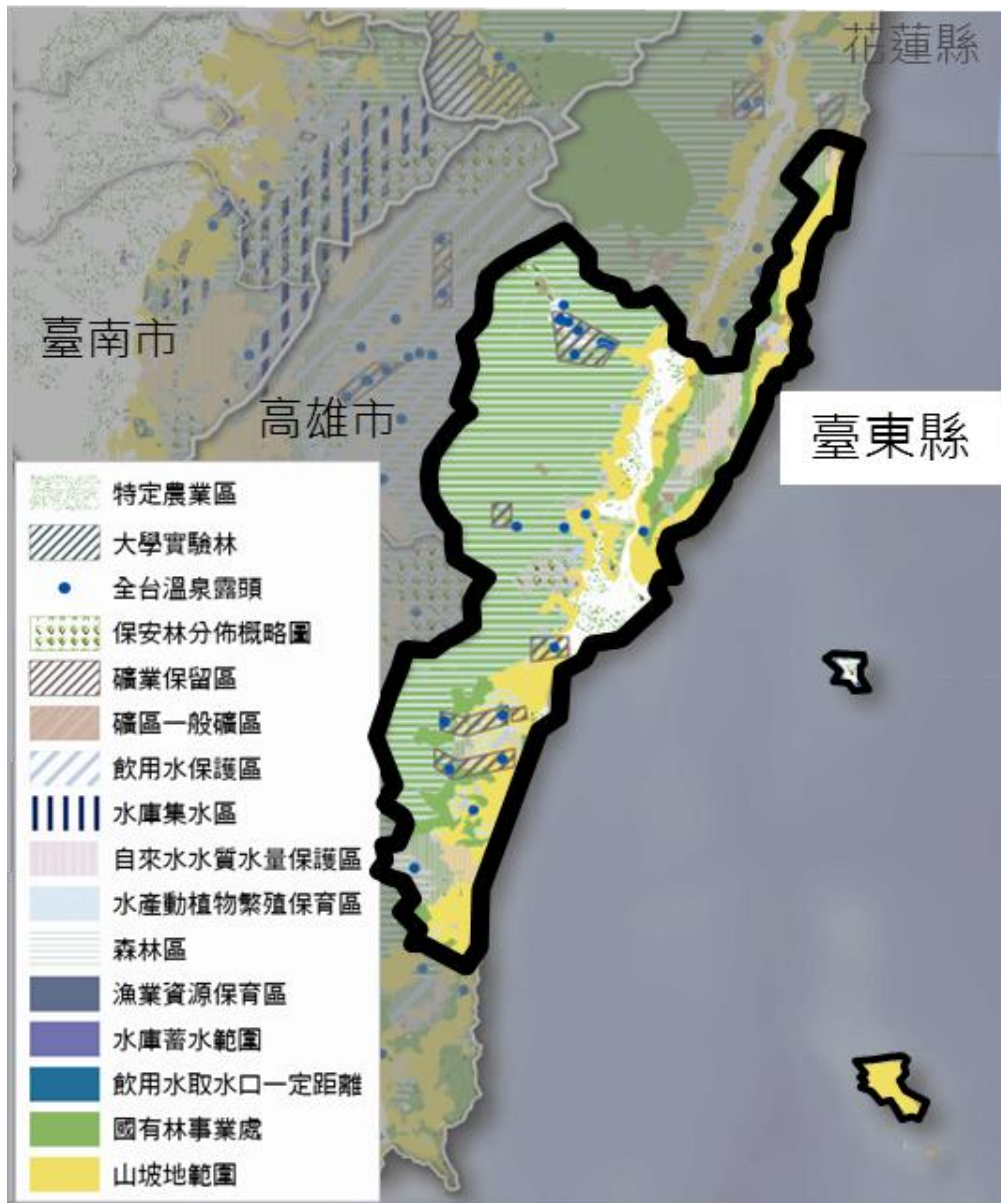 花蓮縣
臺南市
高雄市
臺東縣
特定農業區
大學實驗林
全台溫泉露頭
保安林分佈概略圖
礦業保留區
礦區一般礦區
飲用水保護區
水庫集水區
自來水水質水量保護區
水產動植物繁殖保育區
森林區
漁業資源保育區
水庫蓄水範圍
飲用水取水口一定距離
國有林事業處
山坡地範圍